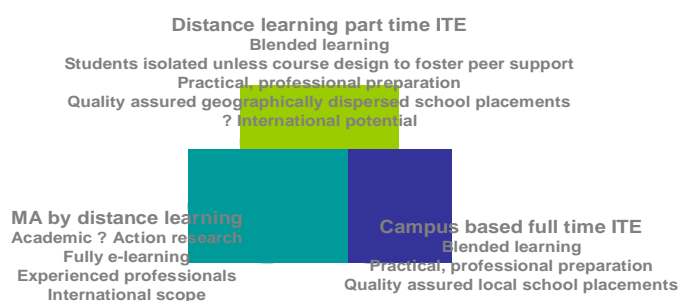 Distance learning part time ITE
Blended learning
Students isolated unless course design to foster peer support
Practical, professional preparation
Quality assured geographically dispersed school placements
? International potential
MA by distance learning
Academic ? Action research
Fully e-learning
Experienced professionals
International scope
Campus based full time ITE
Blended learning
Practical, professional preparation
Quality assured local school placements